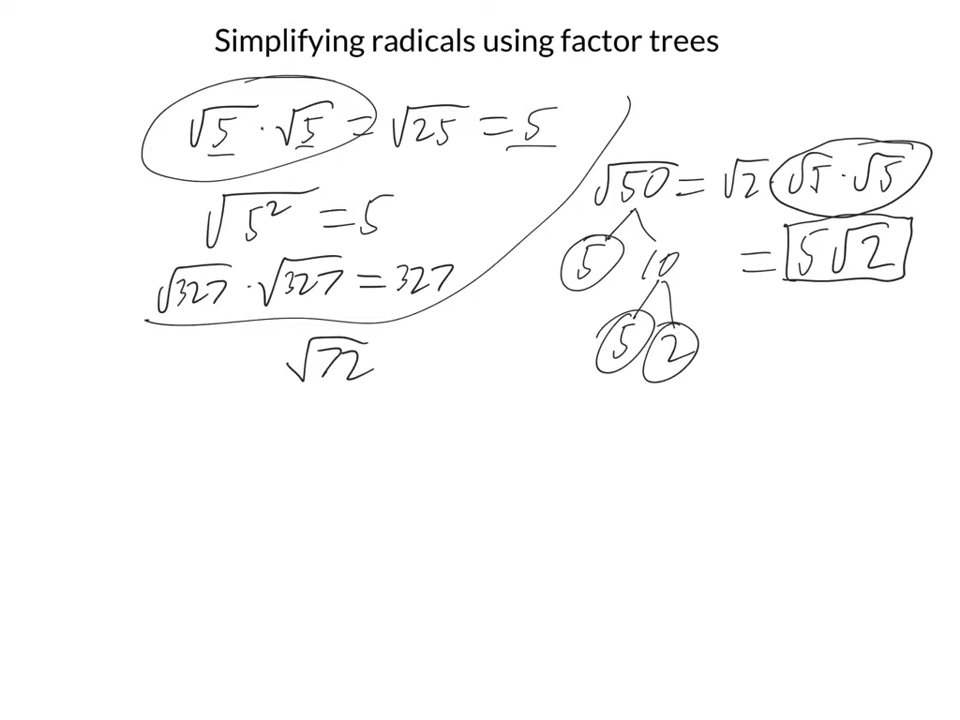 Simplifying radicals using factor trees
√5 · √5 = √25 = 5
√5² = 5
√327 · √327 = 327
√72
√50 = √2 · √5 · √5
= 5√2
5 10
5 2